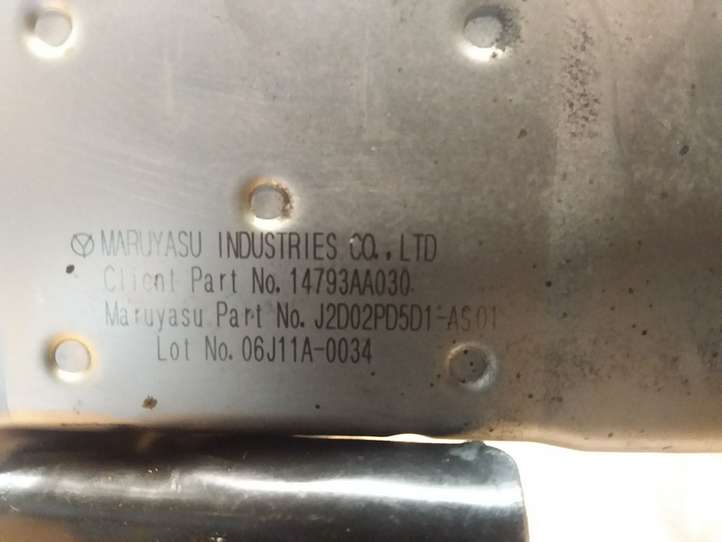 MARUYASU INDUSTRIES CO., LTD
Client Part No. 14793AA030
Maruyasu Part No. J2D02PD5D1-AS01
Lot No. 06J11A-0034